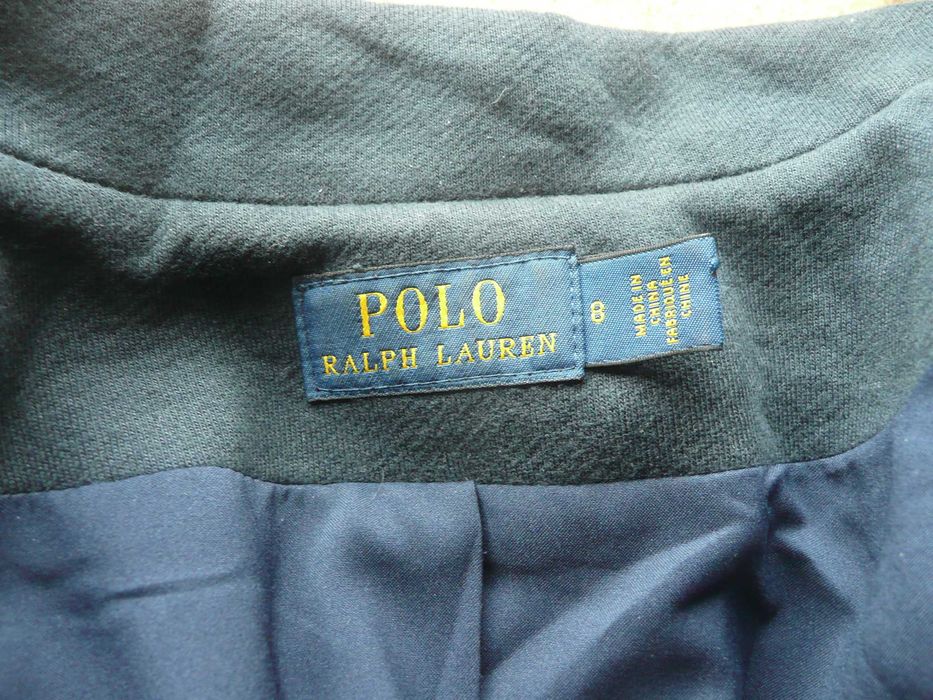 POLO
RALPH LAUREN
8
MADE IN
CHINA
FABRIQUÉ EN
CHINE